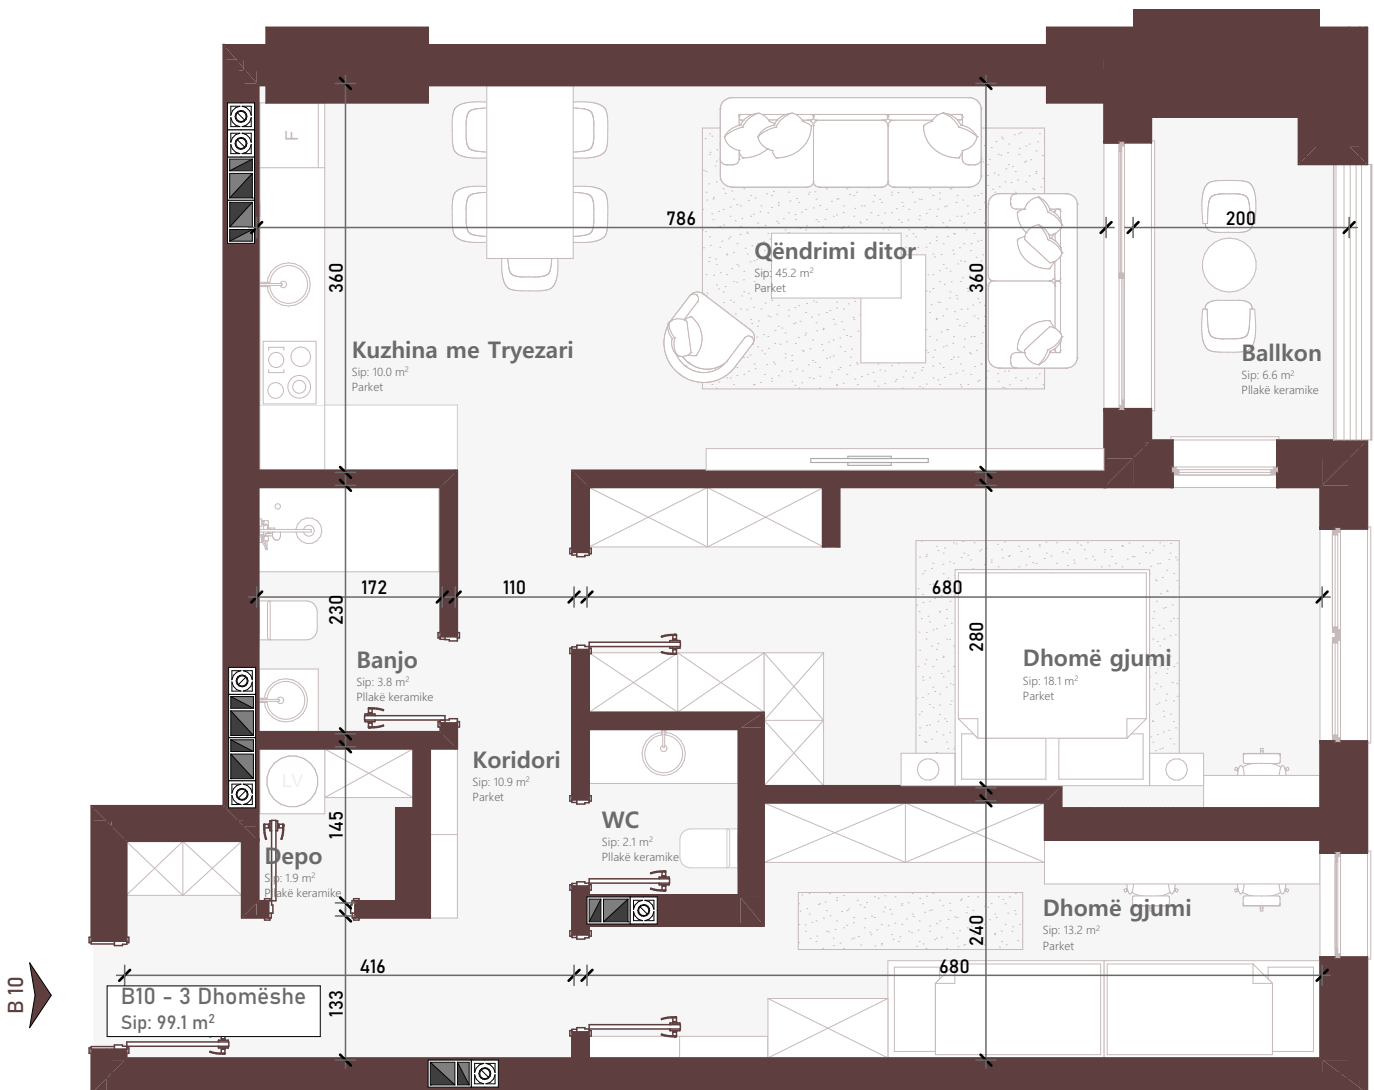 F
786
200
360
360
Qëndrimi ditor
Sip: 45.2 m²
Parket
Kuzhina me Tryezari
Sip: 10.0 m²
Parket
Ballkon
Sip: 6.6 m²
Pllakë keramike
172
110
680
230
280
Banjo
Sip: 3.8 m²
Pllakë keramike
Dhomë gjumi
Sip: 18.1 m²
Parket
Koridori
Sip: 10.9 m²
Parket
LV
145
WC
Sip: 2.1 m²
Pllakë keramike
Depo
Sip: 1.9 m²
Pllakë keramike
Dhomë gjumi
Sip: 13.2 m²
Parket
240
416
680
133
B 10
B10 - 3 Dhomëshe
Sip: 99.1 m²